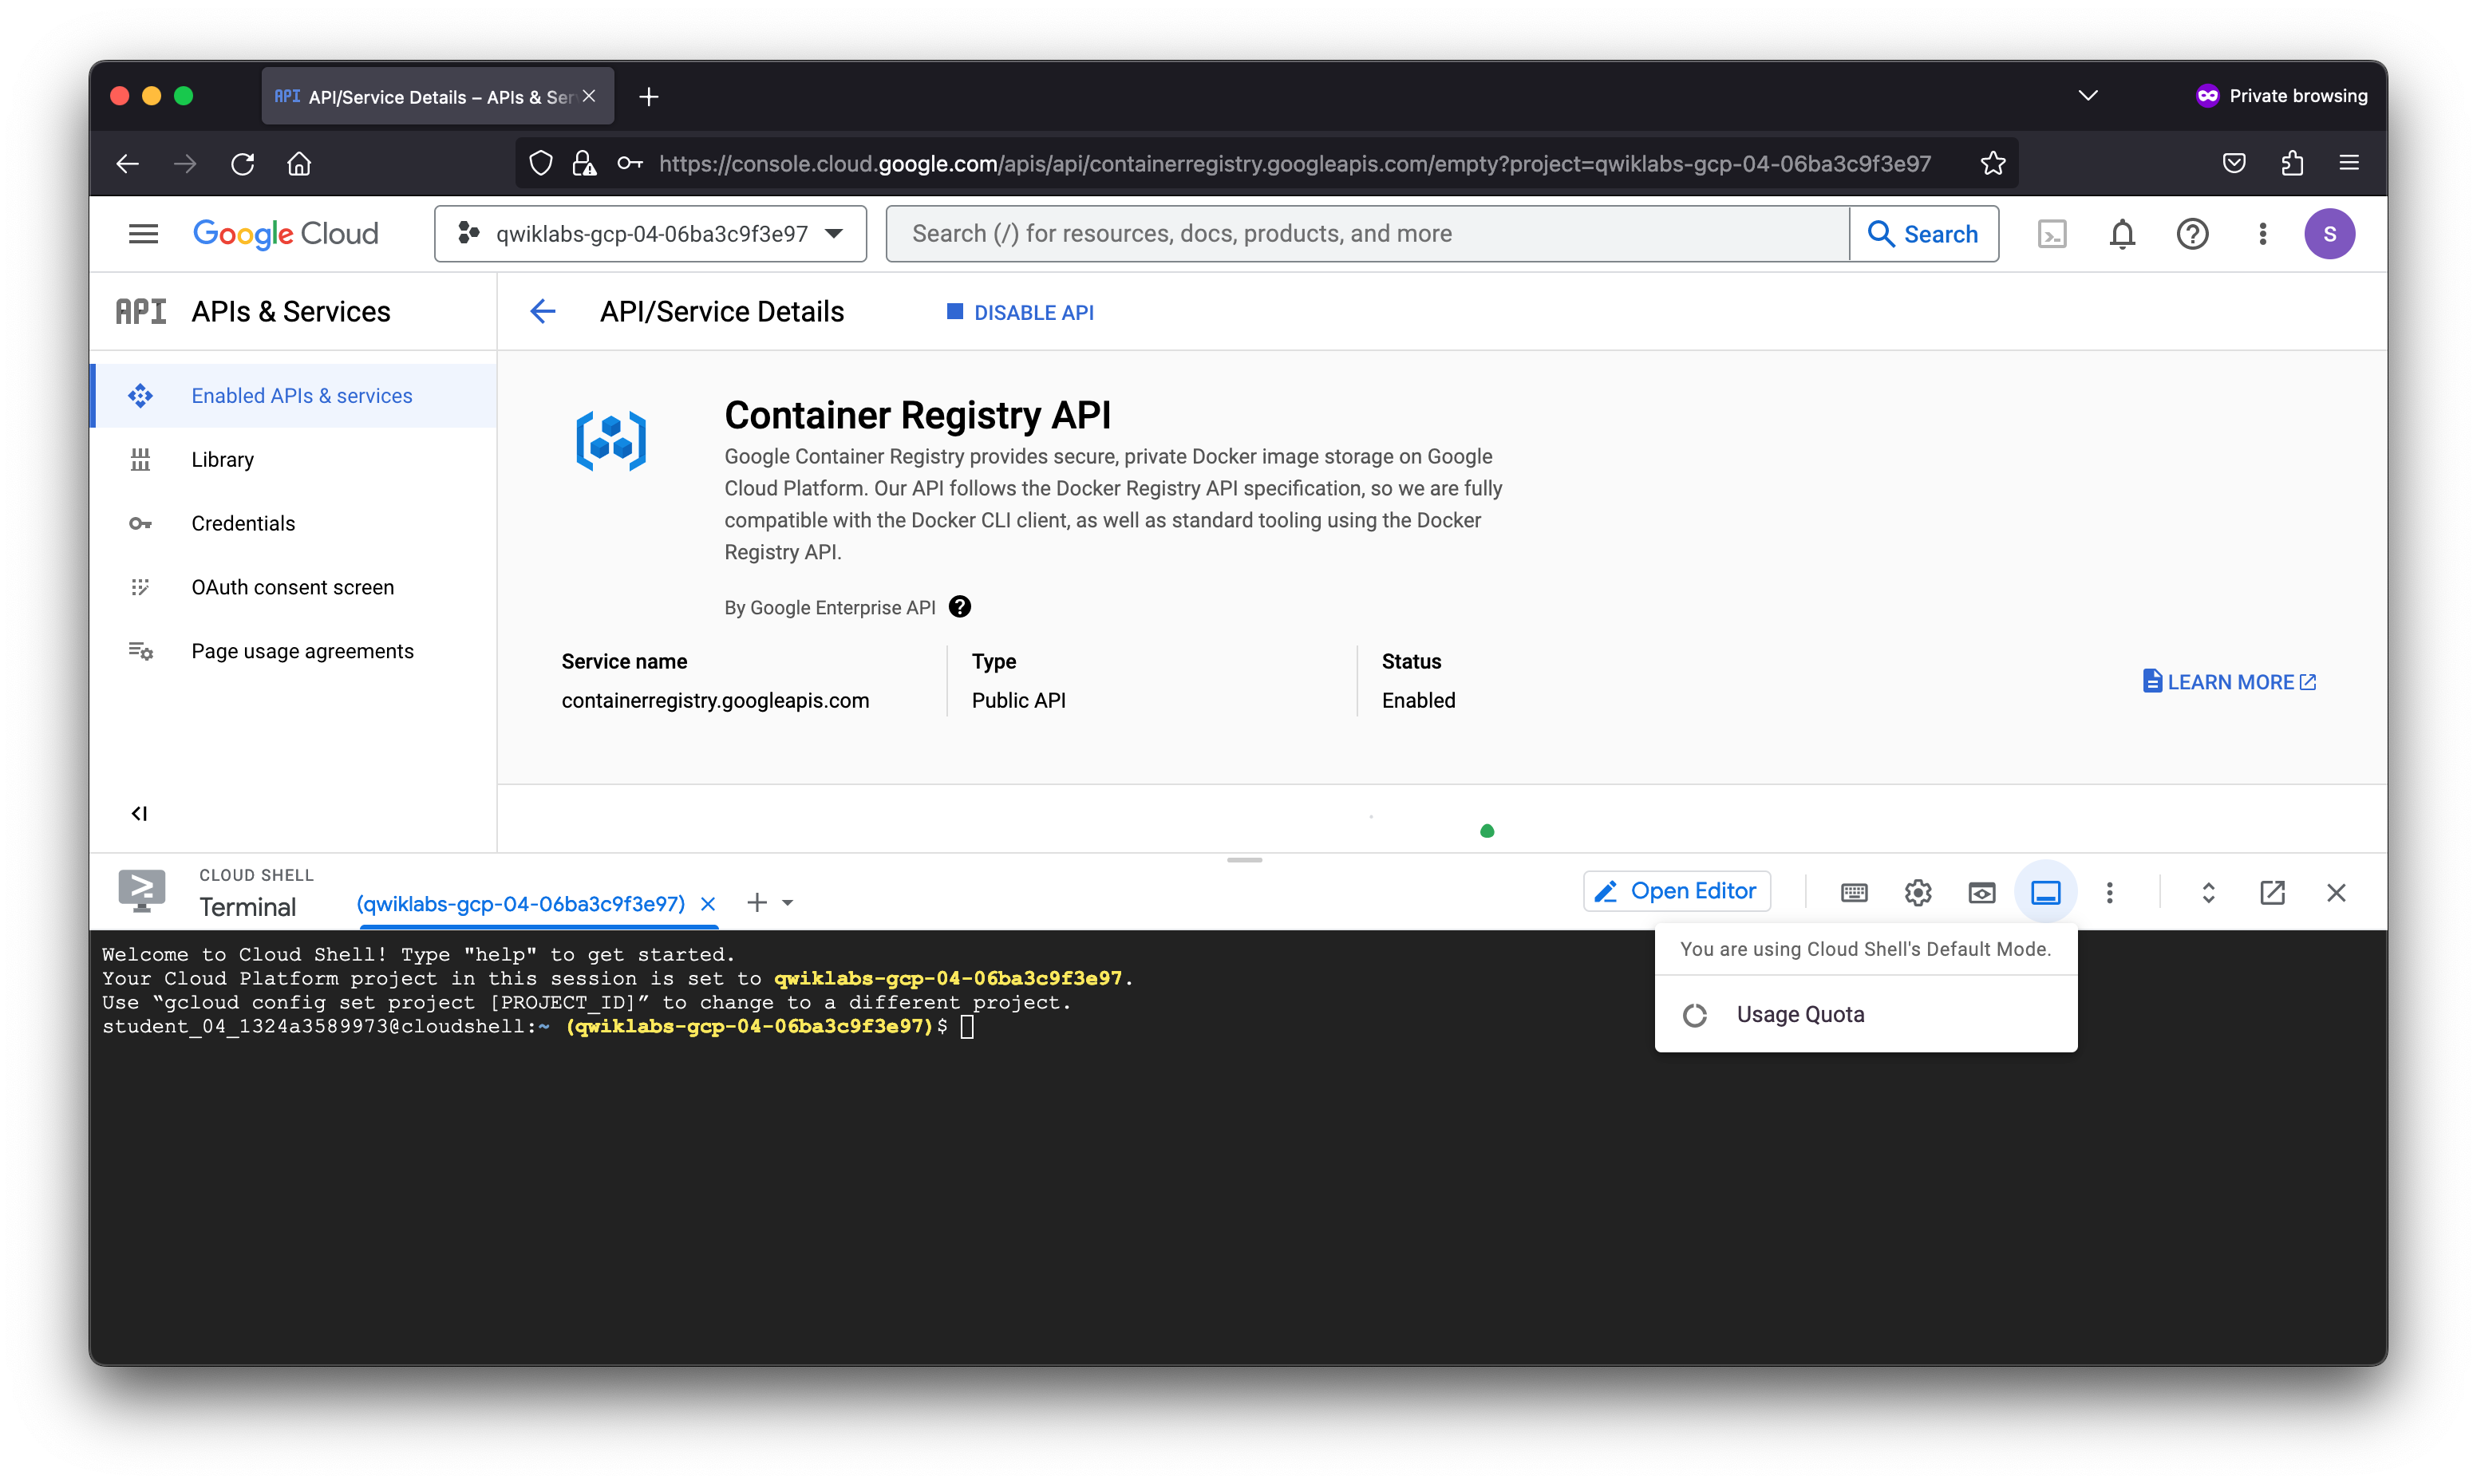 API API/Service Details – APIs & Ser
Private browsing
https://console.cloud.google.com/apis/api/containerregistry.googleapis.com/empty?project=qwiklabs-gcp-04-06ba3c9f3e97
Google Cloud
qwiklabs-gcp-04-06ba3c9f3e97
Search (/) for resources, docs, products, and more
Search
S
API APIs & Services
API/Service Details
DISABLE API
Enabled APIs & services
Library
Credentials
OAuth consent screen
Page usage agreements
Container Registry API
Google Container Registry provides secure, private Docker image storage on Google
Cloud Platform. Our API follows the Docker Registry API specification, so we are fully
compatible with the Docker CLI client, as well as standard tooling using the Docker
Registry API.
By Google Enterprise API
Service name
containerregistry.googleapis.com
Type
Public API
Status
Enabled
LEARN MORE
CLOUD SHELL
Terminal
(qwiklabs-gcp-04-06ba3c9f3e97)
Open Editor
You are using Cloud Shell's Default Mode.
Usage Quota
Welcome to Cloud Shell! Type "help" to get started.
Your Cloud Platform project in this session is set to qwiklabs-gcp-04-06ba3c9f3e97.
Use “gcloud config set project [PROJECT_ID]” to change to a different project.
student_04_1324a3589973@cloudshell:~ (qwiklabs-gcp-04-06ba3c9f3e97)$